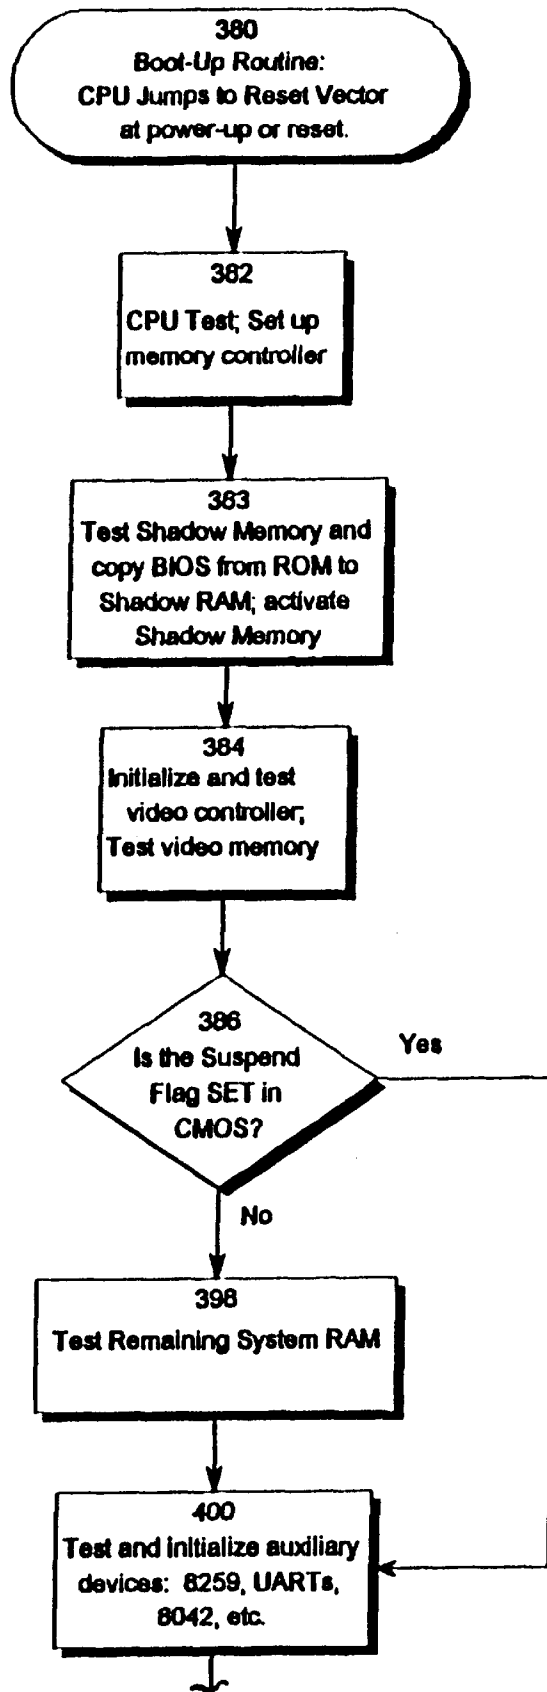 380
Boot-Up Routine:
CPU Jumps to Reset Vector
at power-up or reset.
382
CPU Test; Set up
memory controller
383
Test Shadow Memory and
copy BIOS from ROM to
Shadow RAM; activate
Shadow Memory
384
Initialize and test
video controller;
Test video memory
386
Is the Suspend
Flag SET in
CMOS?
Yes
No
398
Test Remaining System RAM
400
Test and initialize auxiliary
devices: 8259, UARTs,
8042, etc.